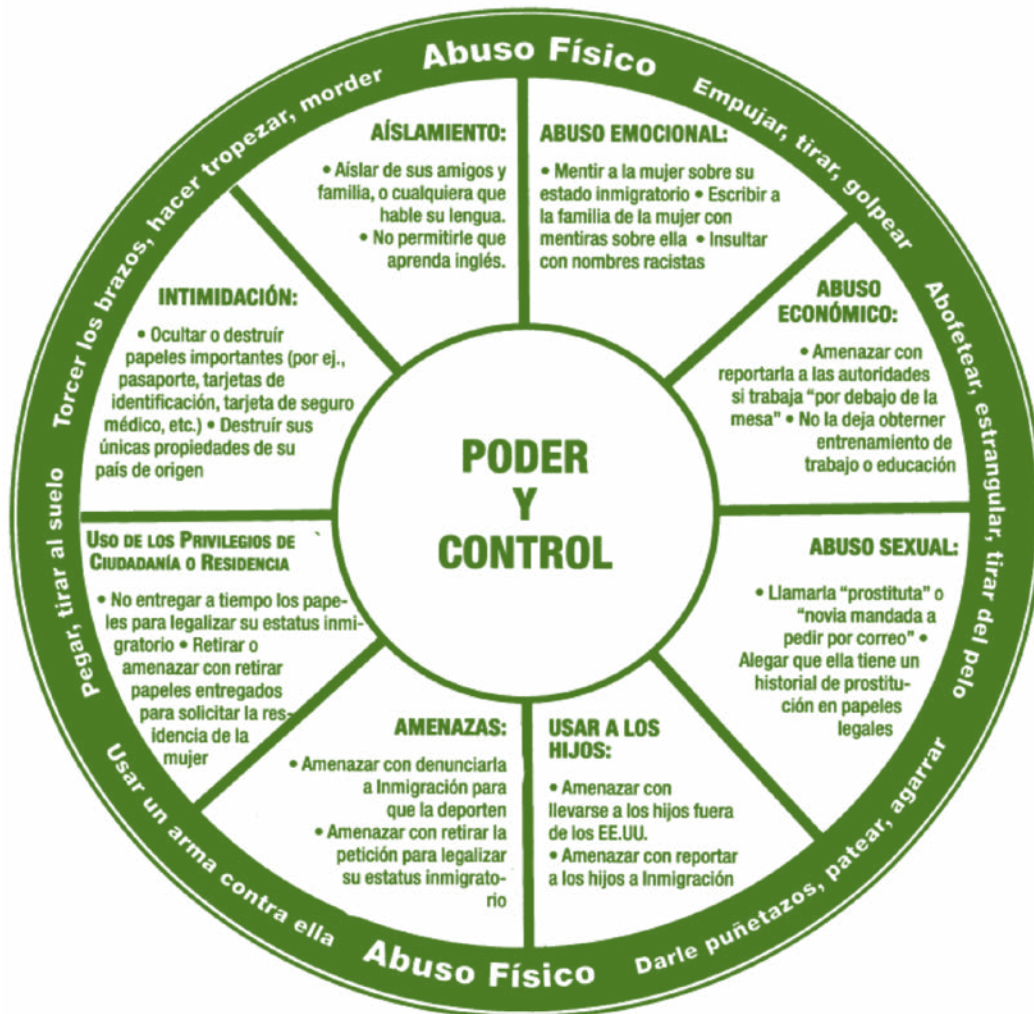 Abuso Físico
Empujar, tirar, golpear
Abofetear, estrangular, tirar del pelo
Darle puñetazos, patear, agarrar
Abuso Físico
Usar un arma contra ella
Pegar, tirar al suelo
Torcer los brazos, hacer tropezar, morder
AÍSLAMIENTO:
• Aíslar de sus amigos y
familia, o cualquiera que
hable su lengua.
• No permitirle que
aprenda inglés.
ABUSO EMOCIONAL:
• Mentir a la mujer sobre su
estado inmigratorio • Escribir a
la familia de la mujer con
mentiras sobre ella • Insultar
con nombres racistas
ABUSO
ECONÓMICO:
• Amenazar con
reportarla a las autoridades
si trabaja “por debajo de la
mesa” • No la deja obterner
entrenamiento de
trabajo o educación
ABUSO SEXUAL:
• Llamarla “prostituta” o
“novia mandada a
pedir por correo” •
Alegar que ella tiene un
historial de prostitu-
ción en papeles
legales
USAR A LOS
HIJOS:
• Amenazar con
llevarse a los hijos fuera
de los EE.UU.
• Amenazar con reportar
a los hijos a Inmigración
AMENAZAS:
• Amenazar con denunciarla
a Inmigración para
que la deporten
• Amenazar con retirar la
petición para legalizar
su estatus inmigrato-
rio
USO DE LOS PRIVILEGIOS DE
CIUDADANÍA O RESIDENCIA
• No entregar a tiempo los pape-
les para legalizar su estatus inmi-
gratorio • Retirar o
amenazar con retirar
papeles entregados
para solicitar la res-
idencia de la
mujer
INTIMIDACIÓN:
• Ocultar o destruír
papeles importantes (por ej.,
pasaporte, tarjetas de
identificación, tarjeta de seguro
médico, etc.) • Destruír sus
únicas propiedades de su
país de origen
PODER
Y
CONTROL